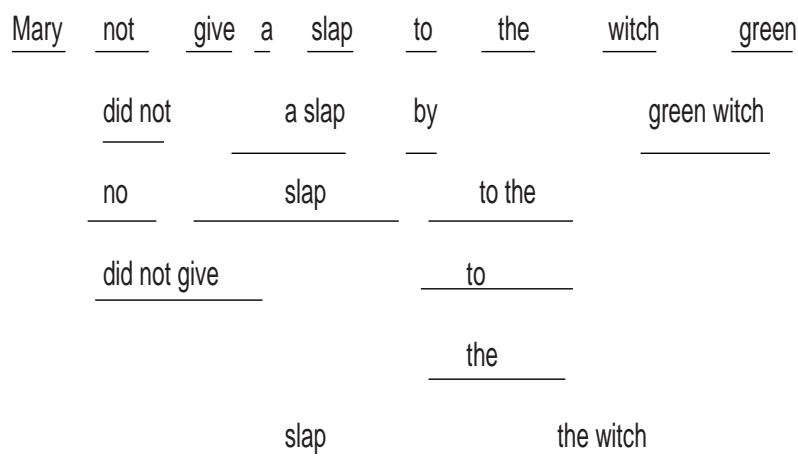 Mary not give a slap to the witch green
did not a slap by green witch
no slap to the
did not give to
the
slap the witch